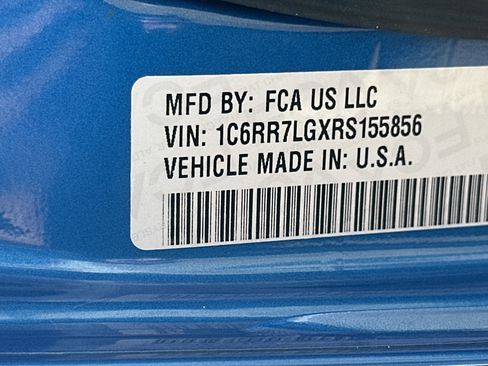 MFD BY: FCA US LLC
VIN: 1C6RR7LGXRS155856
VEHICLE MADE IN: U.S.A.